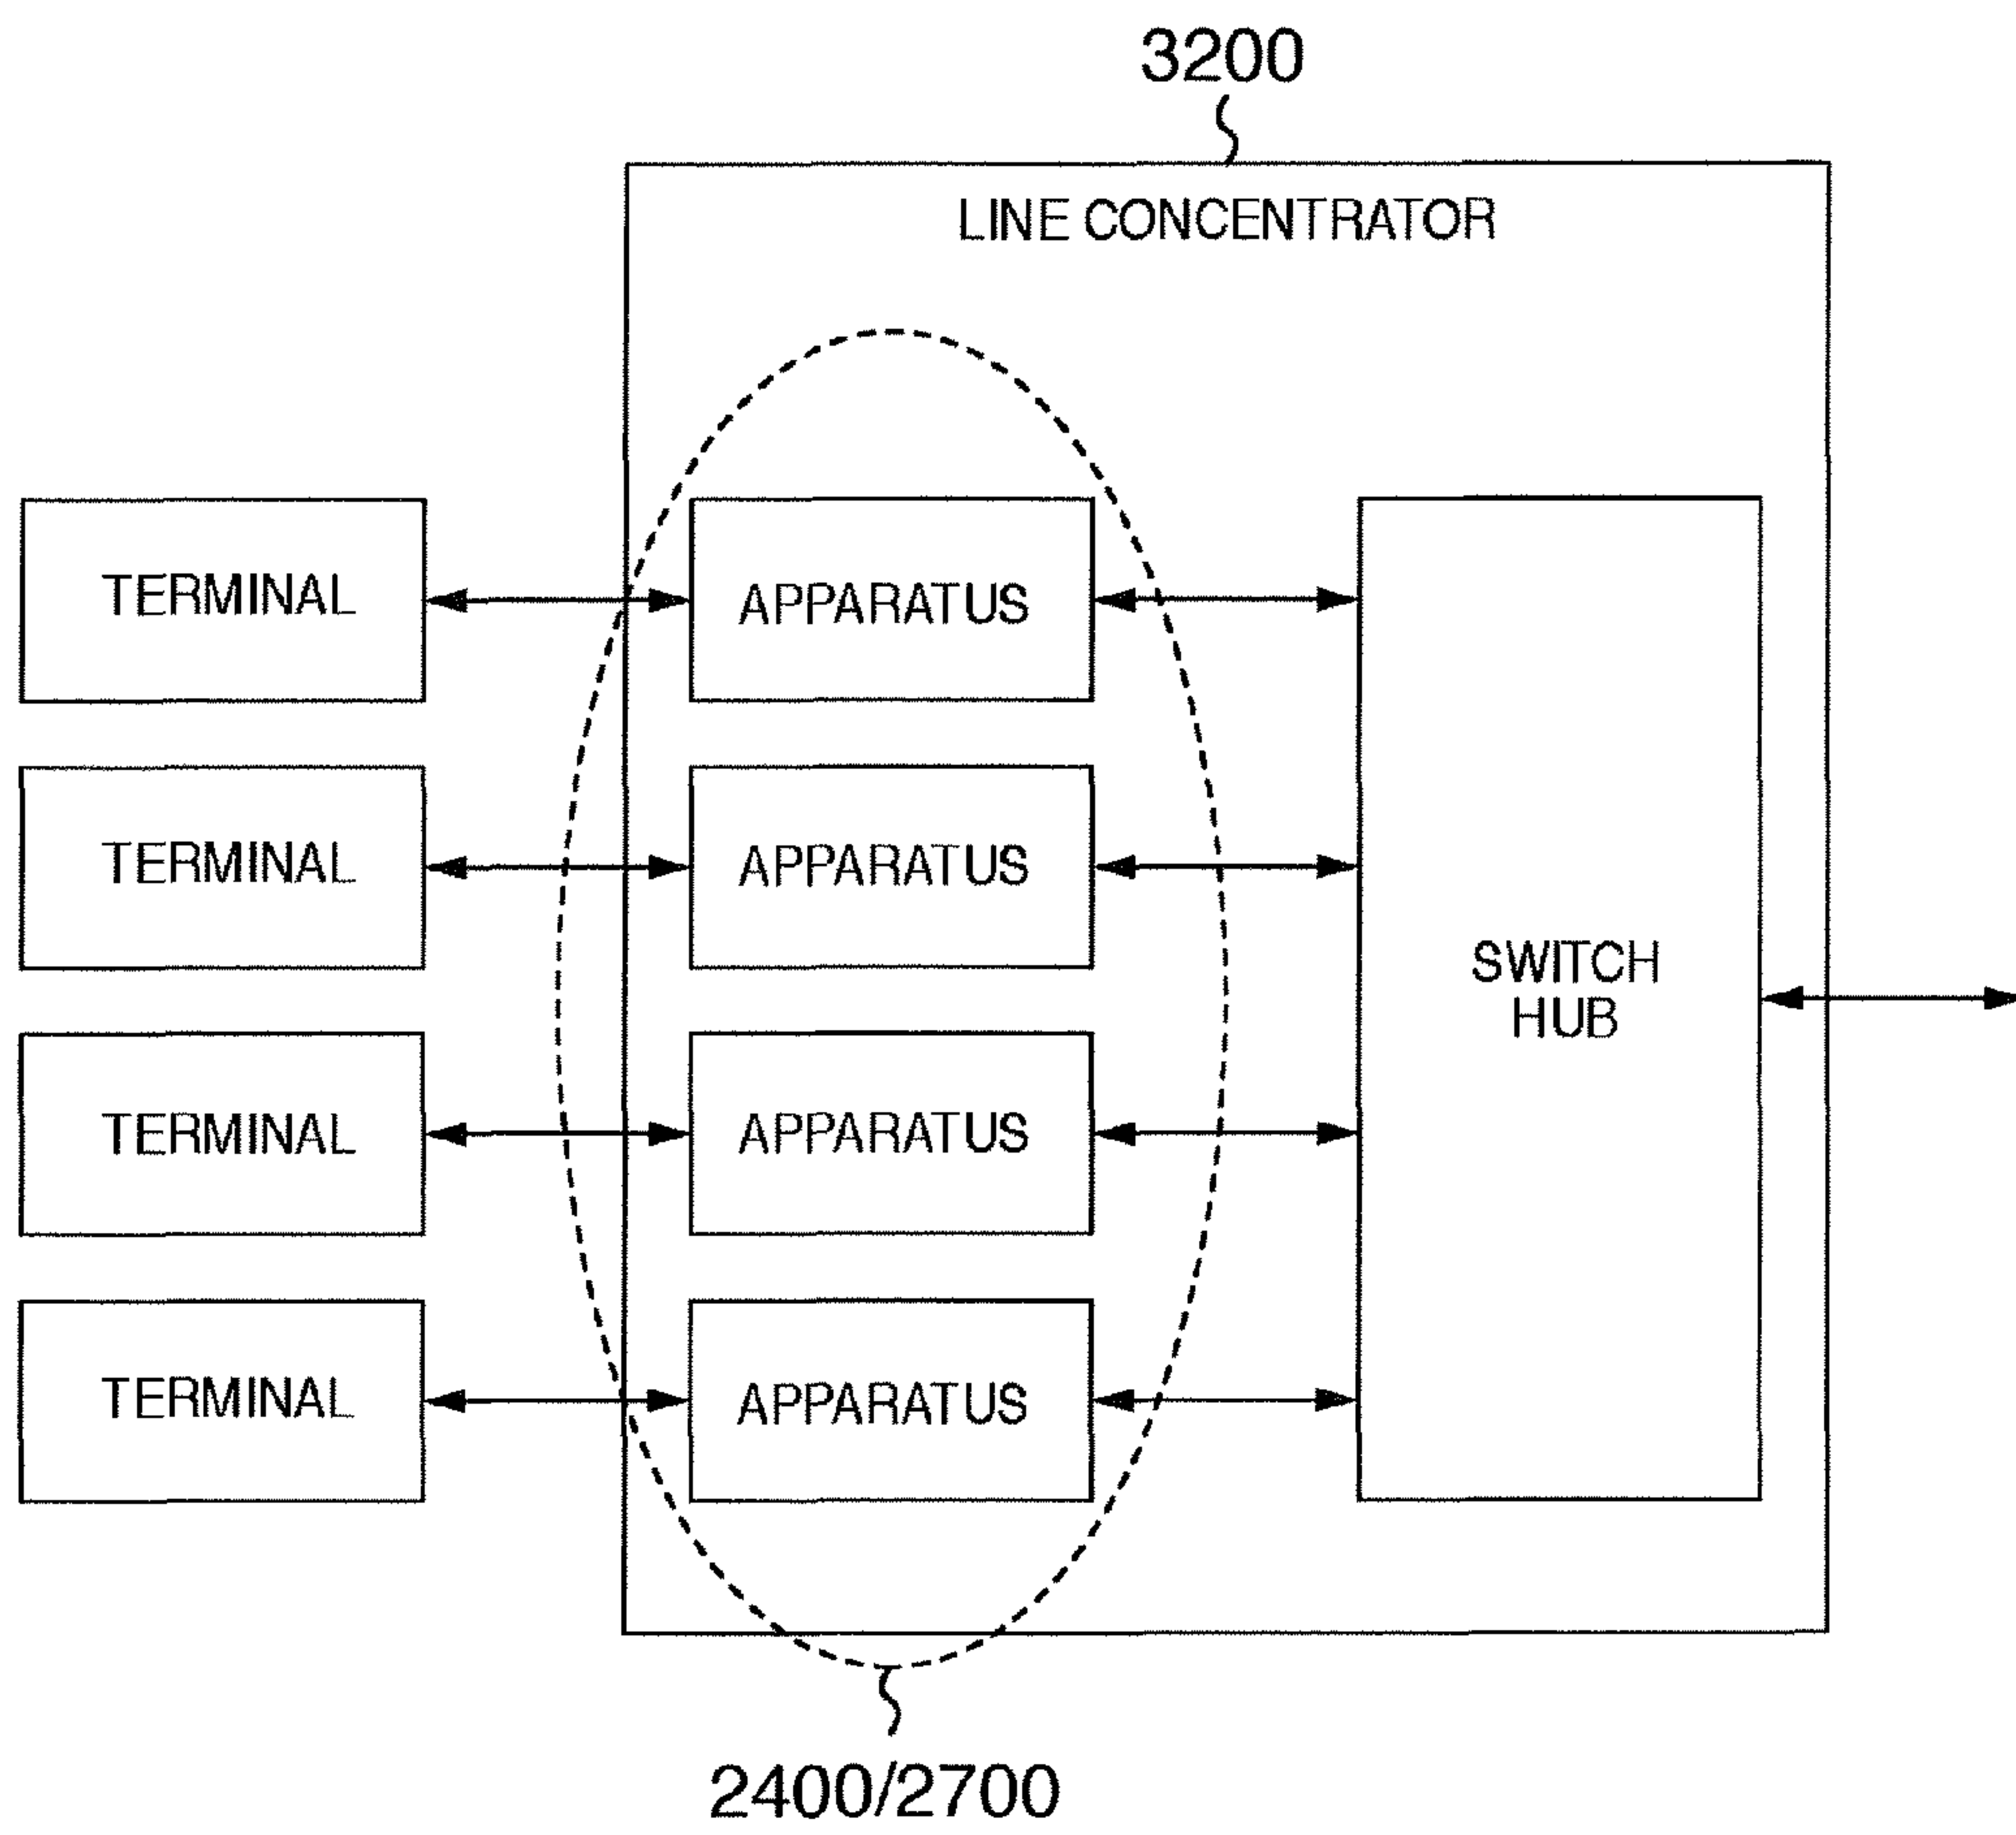 3200
LINE CONCENTRATOR
TERMINAL
APPARATUS
TERMINAL
APPARATUS
SWITCH
HUB
TERMINAL
APPARATUS
TERMINAL
APPARATUS
2400/2700